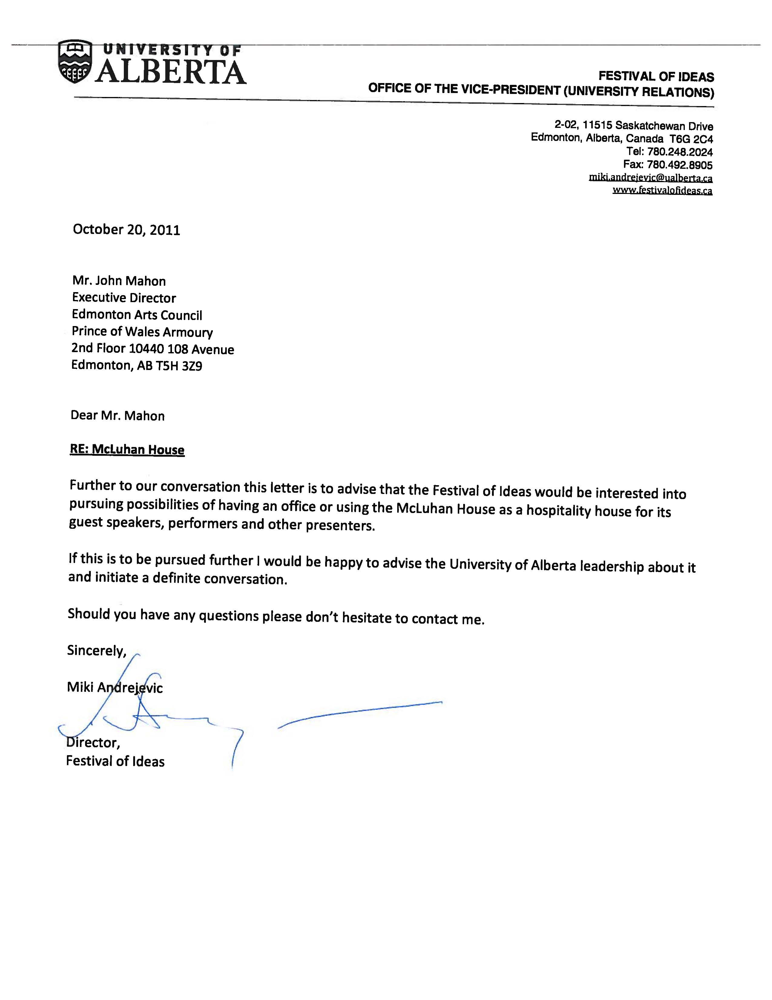 UNIVERSITY OF
ALBERTA
FESTIVAL OF IDEAS
OFFICE OF THE VICE-PRESIDENT (UNIVERSITY RELATIONS)
2-02, 11515 Saskatchewan Drive
Edmonton, Alberta, Canada T6G 2C4
Tel: 780.248.2024
Fax: 780.492.8905
miki.andrejevic@ualberta.ca
www.festivalofideas.ca
October 20, 2011
Mr. John Mahon
Executive Director
Edmonton Arts Council
Prince of Wales Armoury
2nd Floor 10440 108 Avenue
Edmonton, AB T5H 3Z9
Dear Mr. Mahon
RE: McLuhan House
Further to our conversation this letter is to advise that the Festival of Ideas would be interested into
pursuing possibilities of having an office or using the McLuhan House as a hospitality house for its
guest speakers, performers and other presenters.
If this is to be pursued further I would be happy to advise the University of Alberta leadership about it
and initiate a definite conversation.
Should you have any questions please don't hesitate to contact me.
Sincerely,
Miki Andrejevic
Director,
Festival of Ideas